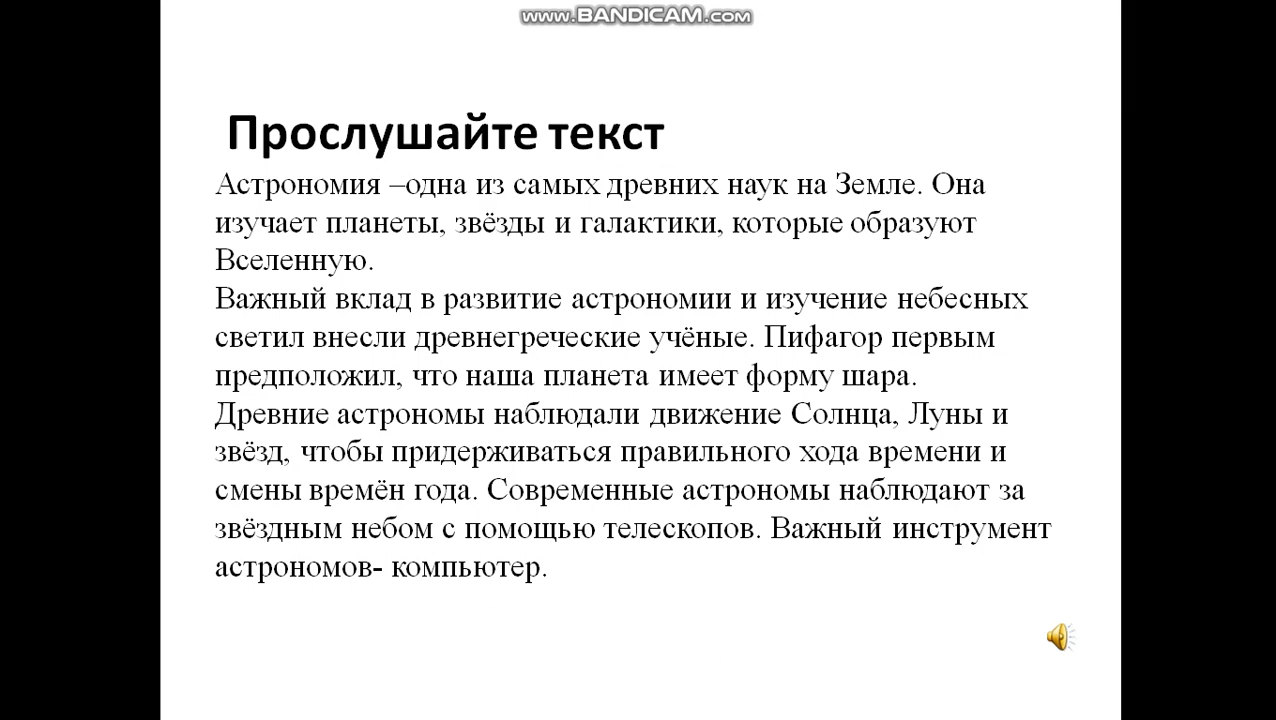 www.BANDICAM.com
Прослушайте текст
Астрономия –одна из самых древних наук на Земле. Она
изучает планеты, звёзды и галактики, которые образуют
Вселенную.
Важный вклад в развитие астрономии и изучение небесных
светил внесли древнегреческие учёные. Пифагор первым
предположил, что наша планета имеет форму шара.
Древние астрономы наблюдали движение Солнца, Луны и
звёзд, чтобы придерживаться правильного хода времени и
смены времён года. Современные астрономы наблюдают за
звёздным небом с помощью телескопов. Важный инструмент
астрономов- компьютер.